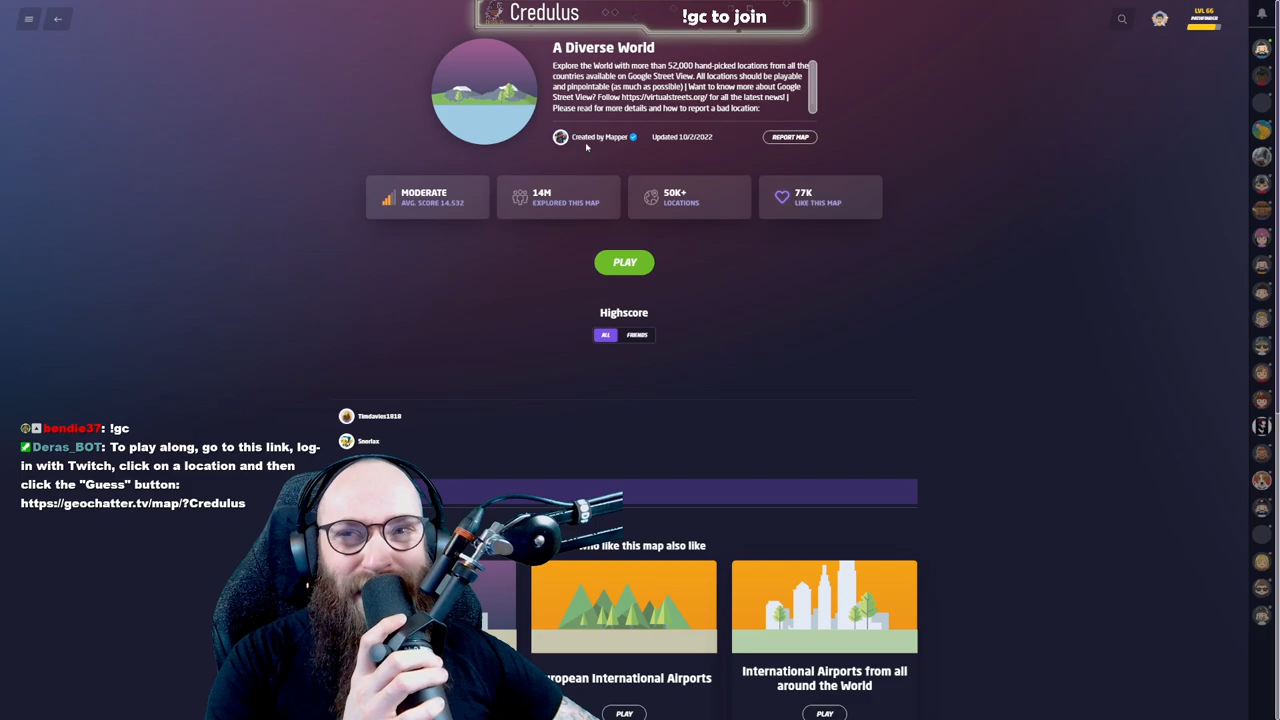 Credulus
!gc to join
LVL 66
PATHFINDER
A Diverse World
Explore the World with more than 52,000 hand-picked locations from all the
countries available on Google Street View. All locations should be playable
and pinpointable (as much as possible) | Want to know more about Google
Street View? Follow https://virtualstreets.org/ for all the latest news! |
Please read for more details and how to report a bad location:
Created by Mapper
Updated 10/2/2022
REPORT MAP
MODERATE
AVG. SCORE 14,532
14M
EXPLORED THIS MAP
50K+
LOCATIONS
77K
LIKE THIS MAP
PLAY
Highscore
ALL
FRIENDS
Timdavies1818
Snorlax
bendie37: !gc
Deras_BOT: To play along, go to this link, log-
in with Twitch, click on a location and then
click the "Guess" button:
https://geochatter.tv/map/?Credulus
who like this map also like
ropean International Airports
PLAY
International Airports from all
around the World
PLAY